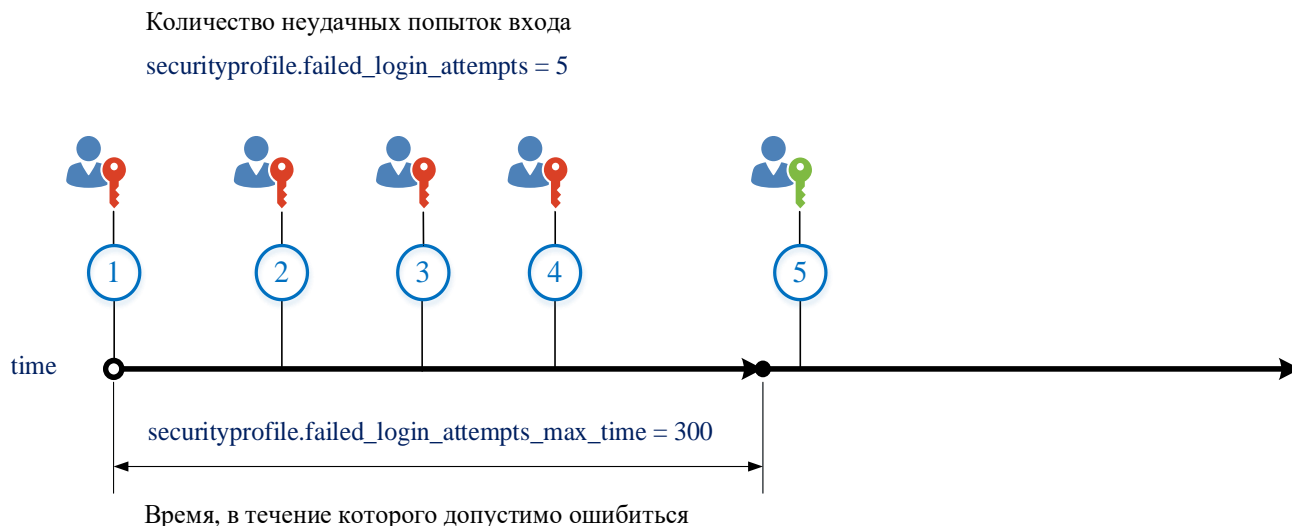 Количество неудачных попыток входа
securityprofile.failed_login_attempts = 5
1 2 3 4 5
time
securityprofile.failed_login_attempts_max_time = 300
Время, в течение которого допустимо ошибиться